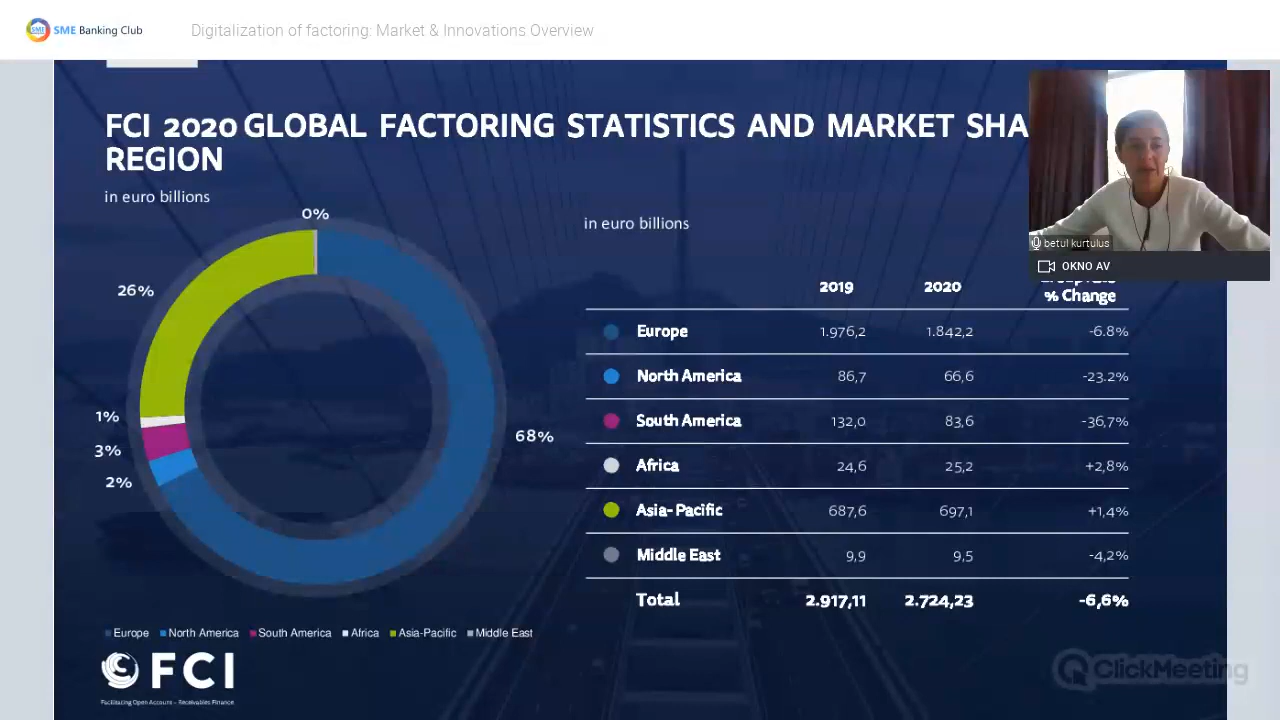 SME Banking Club
Digitalization of factoring: Market & Innovations Overview
FCI 2020 GLOBAL FACTORING STATISTICS AND MARKET SHA
REGION
in euro billions
in euro billions
0%
26%
1%
3%
2%
68%
2019 2020 % Change
Europe 1.976,2 1.842,2 -6.8%
North America 86,7 66,6 -23.2%
South America 132,0 83,6 -36,7%
Africa 24,6 25,2 +2,8%
Asia- Pacific 687,6 697,1 +1,4%
Middle East 9,9 9,5 -4,2%
Total 2.917,11 2.724,23 -6,6%
Europe North America South America Africa Asia-Pacific Middle East
FCI
Facilitating Open Account - Receivables Finance
betul kurtulus
OKNO AV
ClickMeeting